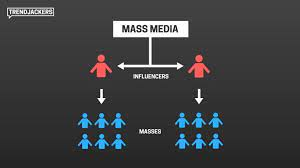 TRENDJACKERS
MASS MEDIA
INFLUENCERS
MASSES